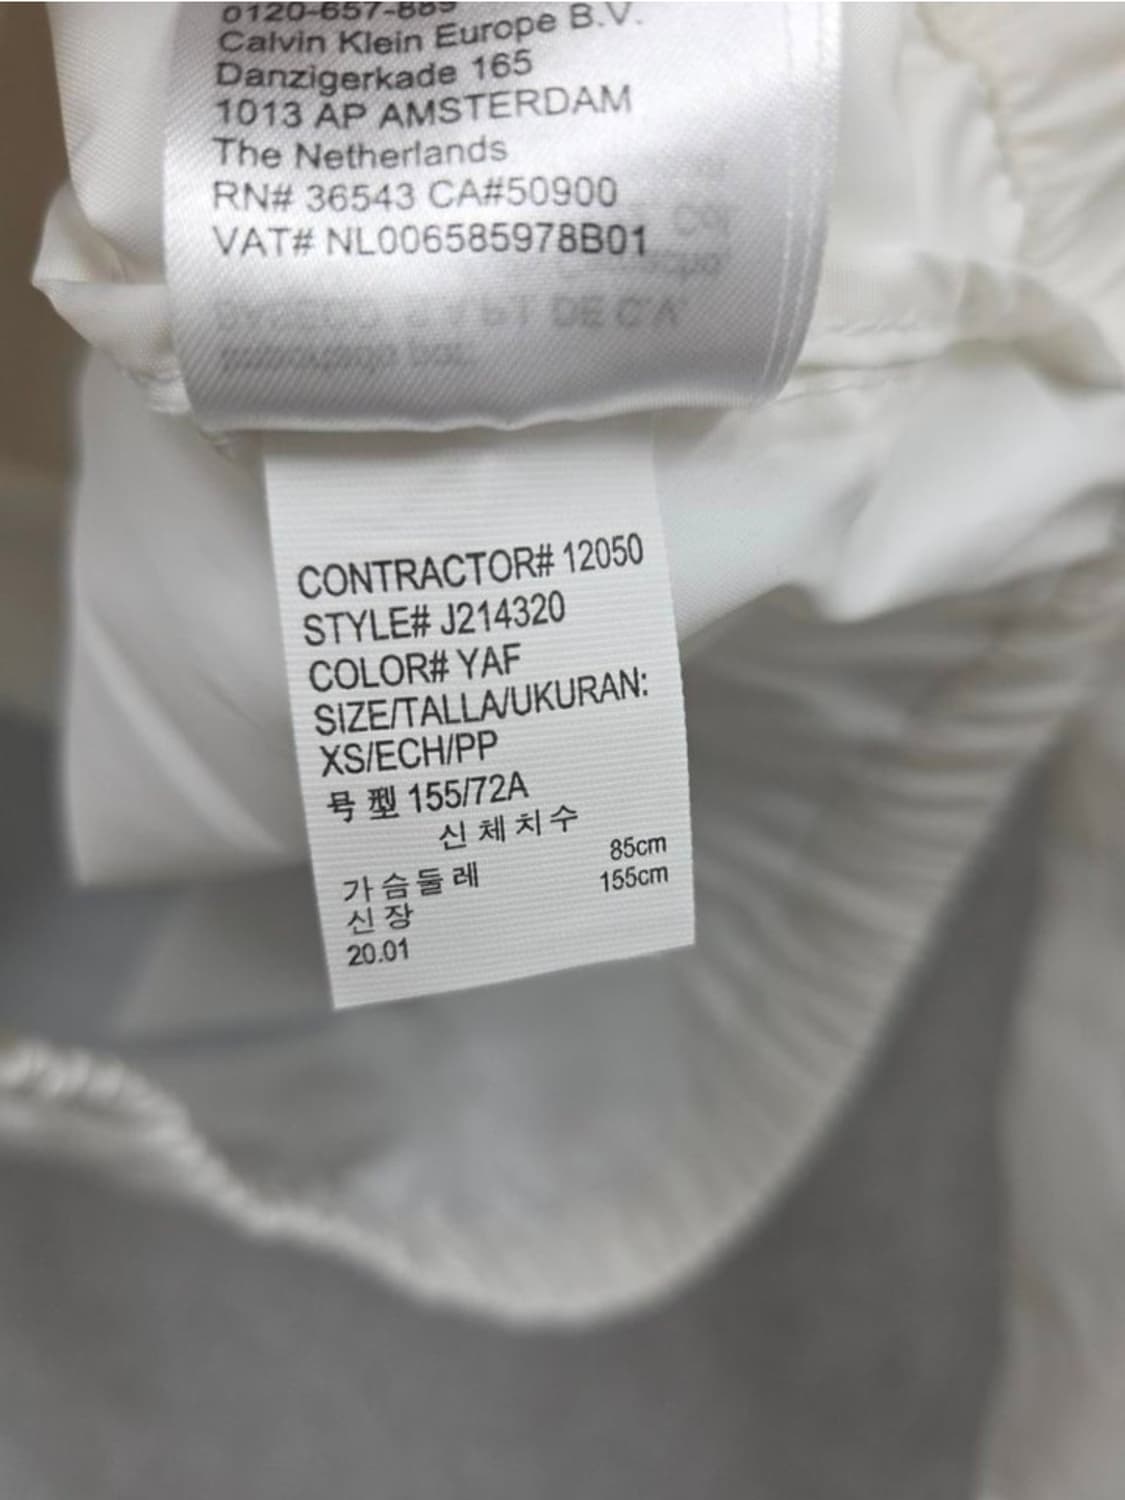 0120-657-889
Calvin Klein Europe B.V.
Danzigerkade 165
1013 AP AMSTERDAM
The Netherlands
RN# 36543 CA#50900
VAT# NL006585978B01
CONTRACTOR# 12050
STYLE# J214320
COLOR# YAF
SIZE/TALLA/UKURAN:
XS/ECH/PP
号型 155/72A
신체치수
가슴둘레 85cm
신장 155cm
20.01